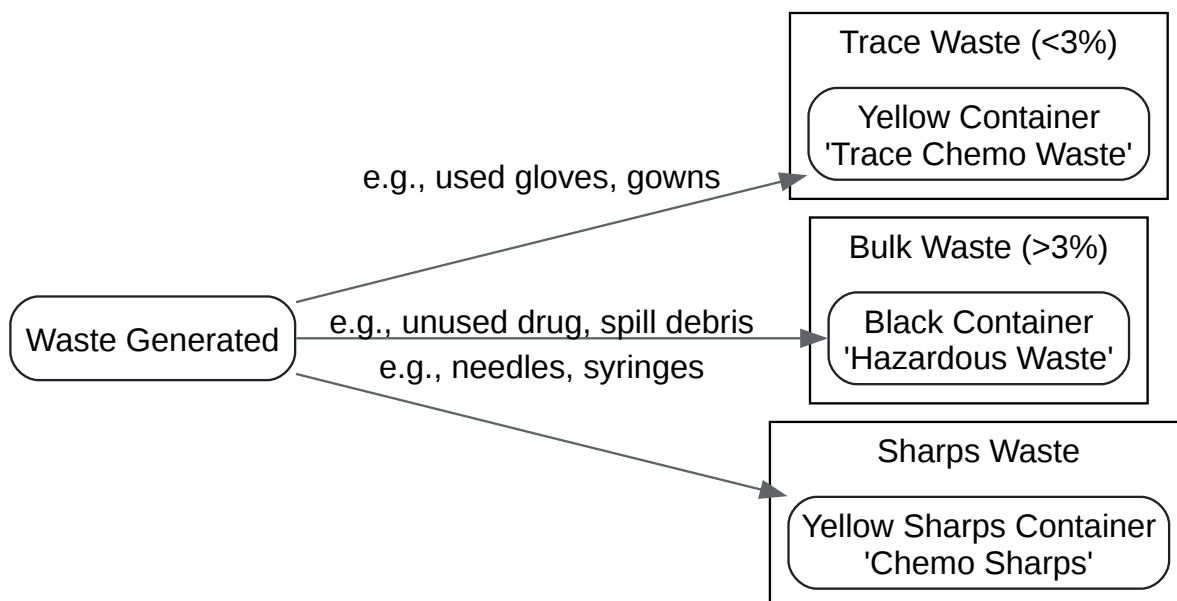 Trace Waste (<3%)
Yellow Container
'Trace Chemo Waste'
e.g., used gloves, gowns
Bulk Waste (>3%)
Waste Generated
e.g., unused drug, spill debris
Black Container
'Hazardous Waste'
e.g., needles, syringes
Sharps Waste
Yellow Sharps Container
'Chemo Sharps'